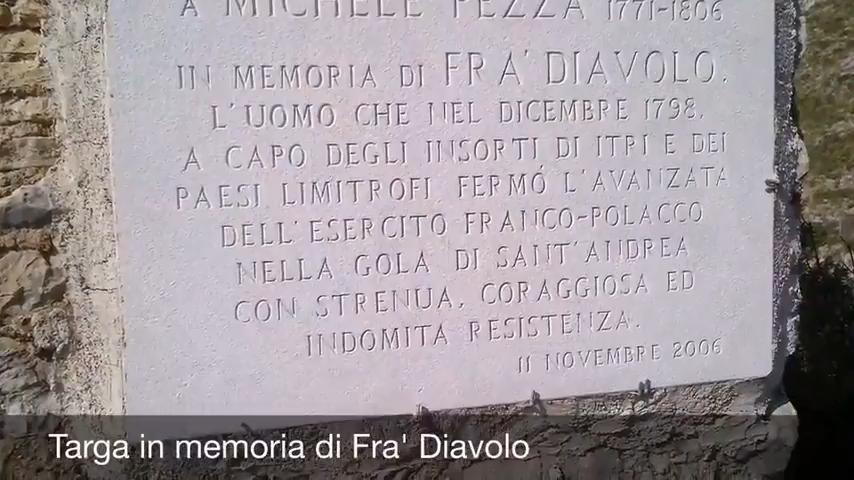 A MICHELE PEZZA 1771-1806
IN MEMORIA DI FRA' DIAVOLO.
L'UOMO CHE NEL DICEMBRE 1798,
A CAPO DEGLI INSORTI DI ITRI E DEI
PAESI LIMITROFI FERMÓ L'AVANZATA
DELL'ESERCITO FRANCO-POLACCO
NELLA GOLA DI SANT'ANDREA
CON STRENUA, CORAGGIOSA ED
INDOMITA RESISTENZA.
11 NOVEMBRE 2006
Targa in memoria di Fra' Diavolo